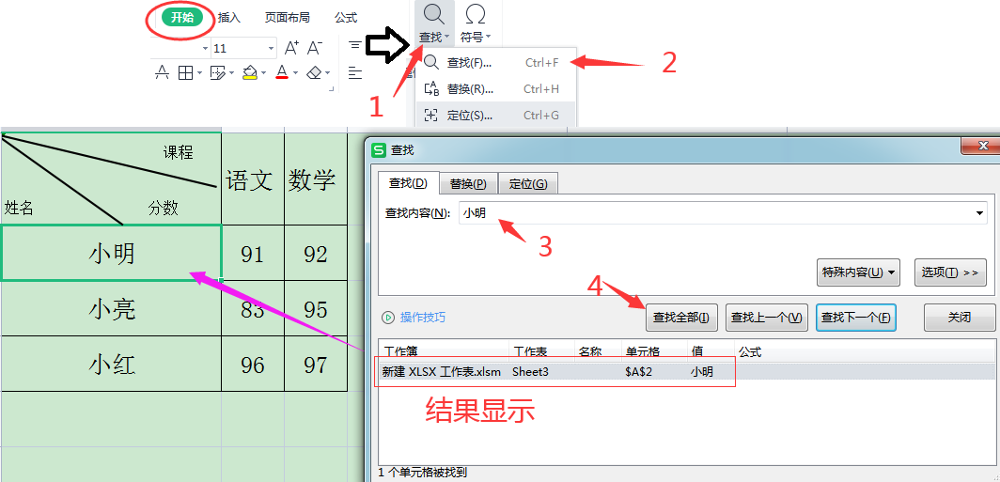 开始 插入 页面布局 公式
11 A⁺ A⁻
查找 符号
1
查找(F)... Ctrl+F
2
替换(R)... Ctrl+H
定位(S)... Ctrl+G
课程
姓名 分数
语文 数学
小明 91 92
小亮 83 95
小红 96 97
S 查找
查找(D) 替换(P) 定位(G)
查找内容(N): 小明
3
特殊内容(U) 选项(T) >>
4
操作技巧 查找全部(I) 查找上一个(V) 查找下一个(F) 关闭
工作簿 工作表 名称 单元格 值 公式
新建 XLSX 工作表.xlsm Sheet3 $A$2 小明
结果显示
1 个单元格被找到